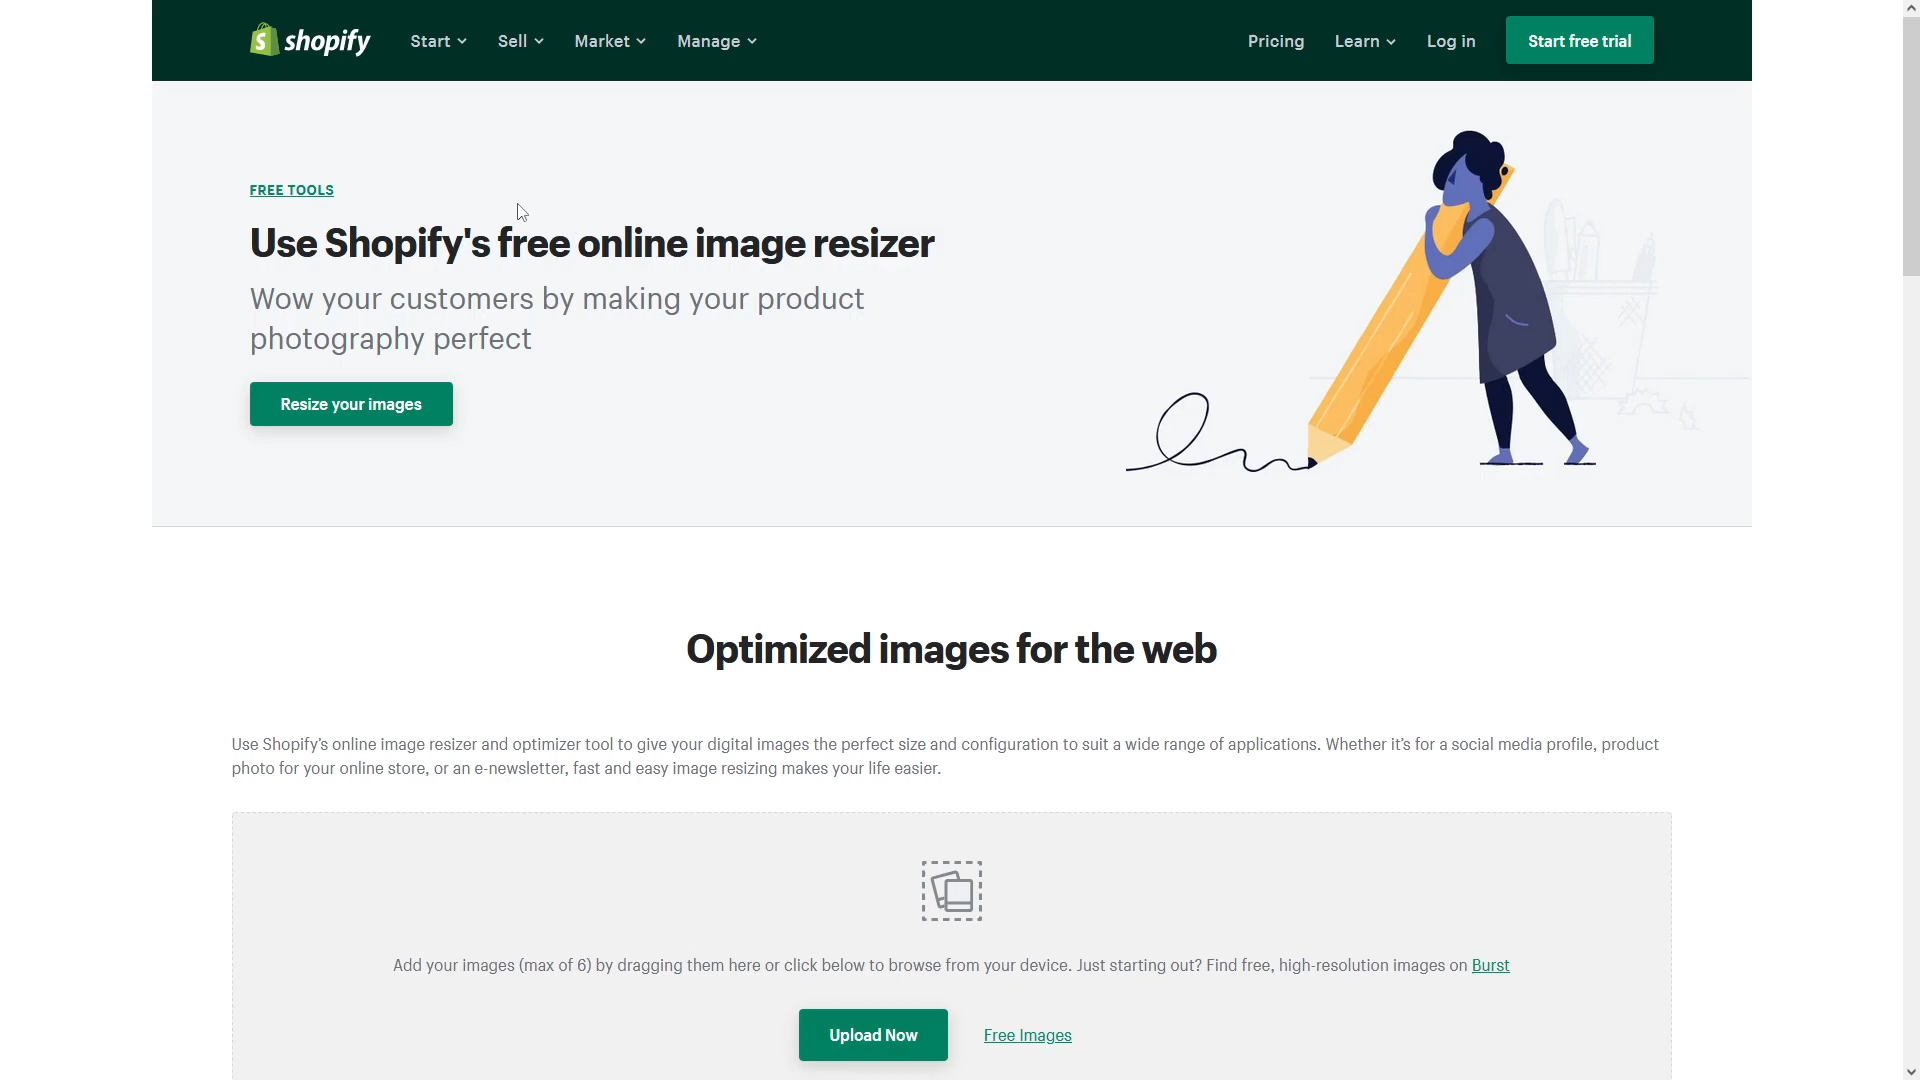 shopify Start Sell Market Manage Pricing Learn Log in Start free trial
FREE TOOLS
Use Shopify's free online image resizer
Wow your customers by making your product
photography perfect
Resize your images
Optimized images for the web
Use Shopify’s online image resizer and optimizer tool to give your digital images the perfect size and configuration to suit a wide range of applications. Whether it’s for a social media profile, product
photo for your online store, or an e-newsletter, fast and easy image resizing makes your life easier.
Add your images (max of 6) by dragging them here or click below to browse from your device. Just starting out? Find free, high-resolution images on Burst
Upload Now Free Images